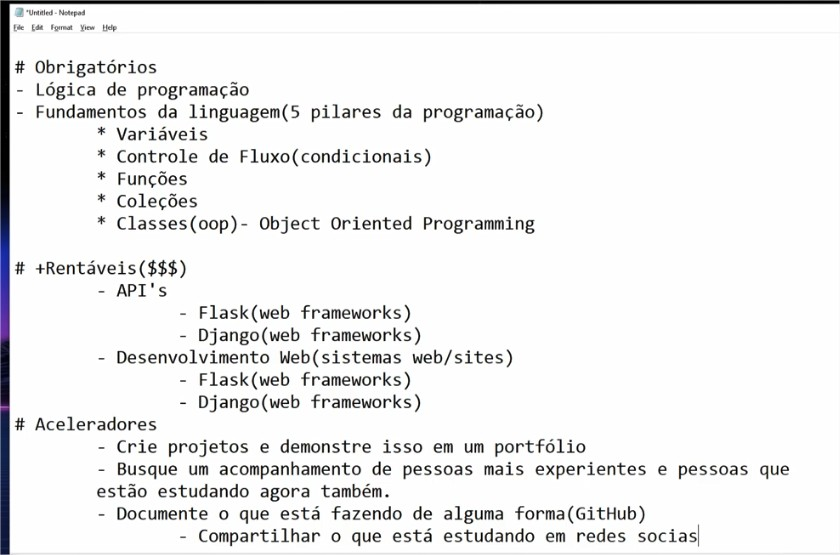 *Untitled - Notepad
File Edit Format View Help
# Obrigatórios
- Lógica de programação
- Fundamentos da linguagem(5 pilares da programação)
* Variáveis
* Controle de Fluxo(condicionais)
* Funções
* Coleções
* Classes(oop)- Object Oriented Programming
# +Rentáveis($$$)
- API's
- Flask(web frameworks)
- Django(web frameworks)
- Desenvolvimento Web(sistemas web/sites)
- Flask(web frameworks)
- Django(web frameworks)
# Aceleradores
- Crie projetos e demonstre isso em um portfólio
- Busque um acompanhamento de pessoas mais experientes e pessoas que
estão estudando agora também.
- Documente o que está fazendo de alguma forma(GitHub)
- Compartilhar o que está estudando em redes socias